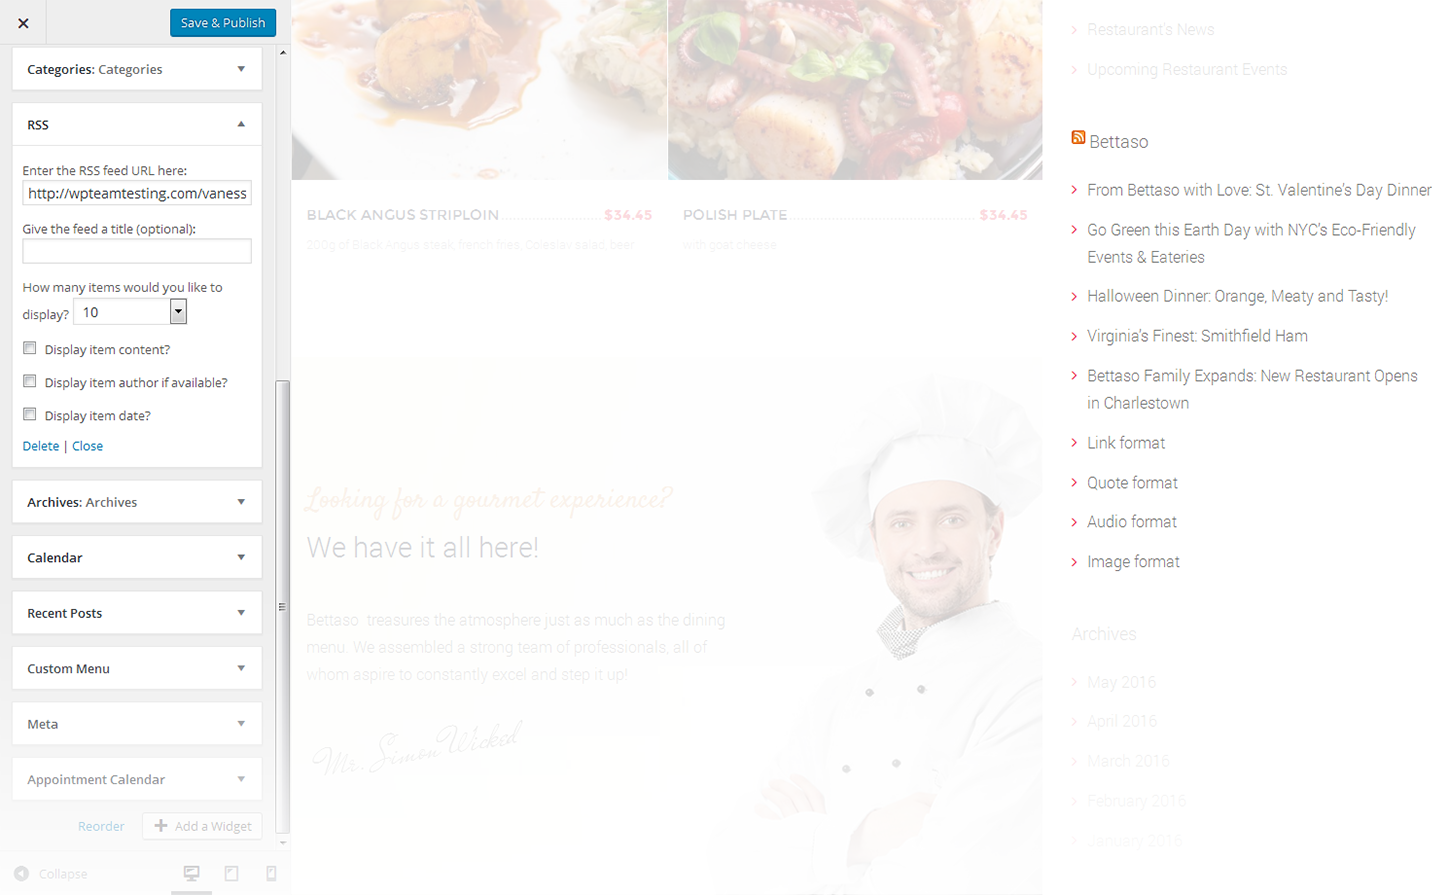 Save & Publish
Categories: Categories
RSS
Enter the RSS feed URL here:
http://wpteamtesting.com/vaness
Give the feed a title (optional):
How many items would you like to
display? 10
Display item content?
Display item author if available?
Display item date?
Delete | Close
Archives: Archives
Calendar
Recent Posts
Custom Menu
Meta
Appointment Calendar
Reorder
Add a Widget
Collapse
BLACK ANGUS STRIPLOIN $34.45
200g of Black Angus steak, french fries, Coleslav salad, beer
POLISH PLATE $34.45
with goat cheese
Looking for a gourmet experience?
We have it all here!
Bettaso treasures the atmosphere just as much as the dining
menu. We assembled a strong team of professionals, all of
whom aspire to constantly excel and step it up!
Mr. Simon Wicked
Restaurant's News
Upcoming Restaurant Events
Bettaso
From Bettaso with Love: St. Valentine's Day Dinner
Go Green this Earth Day with NYC's Eco-Friendly
Events & Eateries
Halloween Dinner: Orange, Meaty and Tasty!
Virginia's Finest: Smithfield Ham
Bettaso Family Expands: New Restaurant Opens
in Charlestown
Link format
Quote format
Audio format
Image format
Archives
May 2016
April 2016
March 2016
February 2016
January 2016